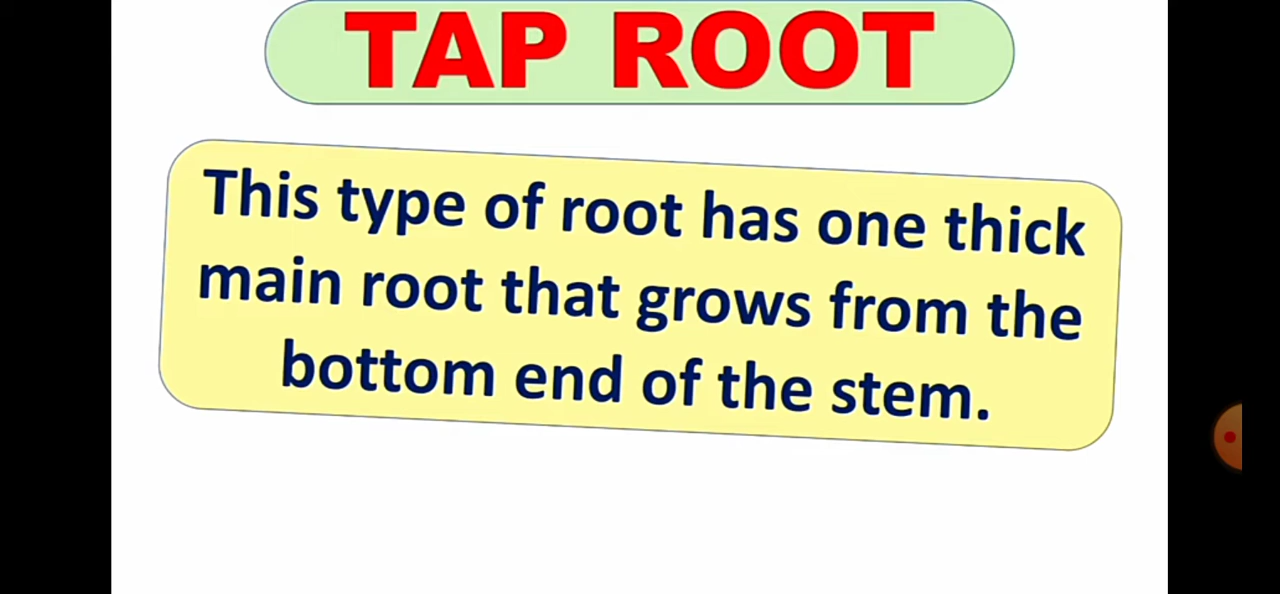 TAP ROOT
This type of root has one thick
main root that grows from the
bottom end of the stem.